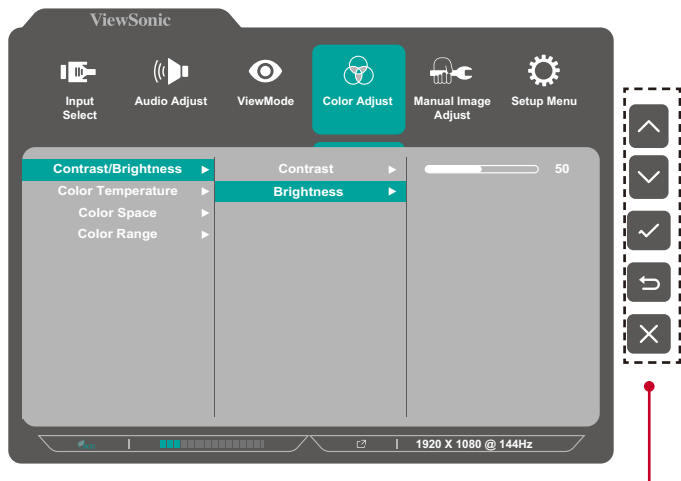 ViewSonic
Input
Select
Audio Adjust
ViewMode
Color Adjust
Manual Image
Adjust
Setup Menu
Contrast/Brightness
Color Temperature
Color Space
Color Range
Contrast
Brightness
50
1920 X 1080 @ 144Hz